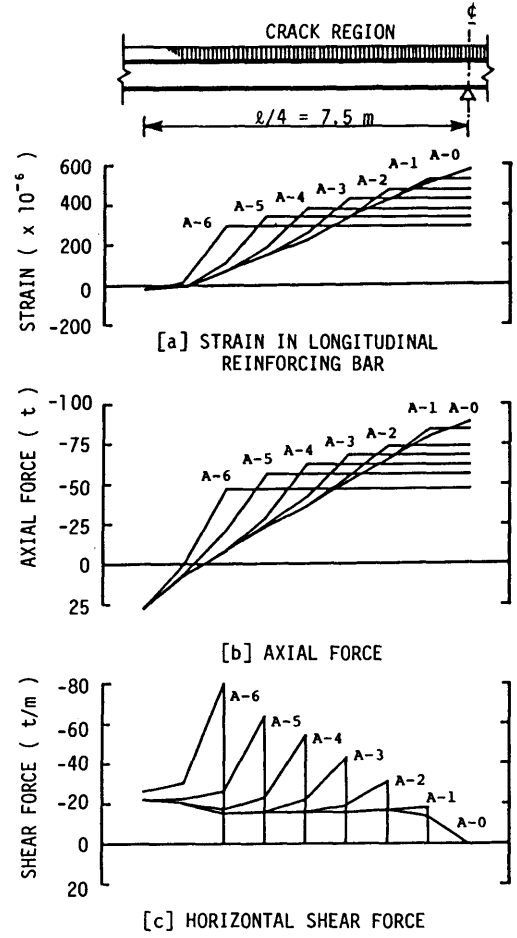 ¢
CRACK REGION
ℓ/4 = 7.5 m
STRAIN ( x 10⁻⁶ )
600
400
200
0
-200
A-0
A-1
A-2
A-3
A-4
A-5
A-6
[a] STRAIN IN LONGITUDINAL
REINFORCING BAR
AXIAL FORCE ( t )
-100
-75
-50
-25
0
25
A-1 A-0
A-2
A-3
A-4
A-5
A-6
[b] AXIAL FORCE
SHEAR FORCE ( t/m )
-80
-60
-40
-20
0
20
A-6
A-5
A-4
A-3
A-2
A-1
A-0
[c] HORIZONTAL SHEAR FORCE